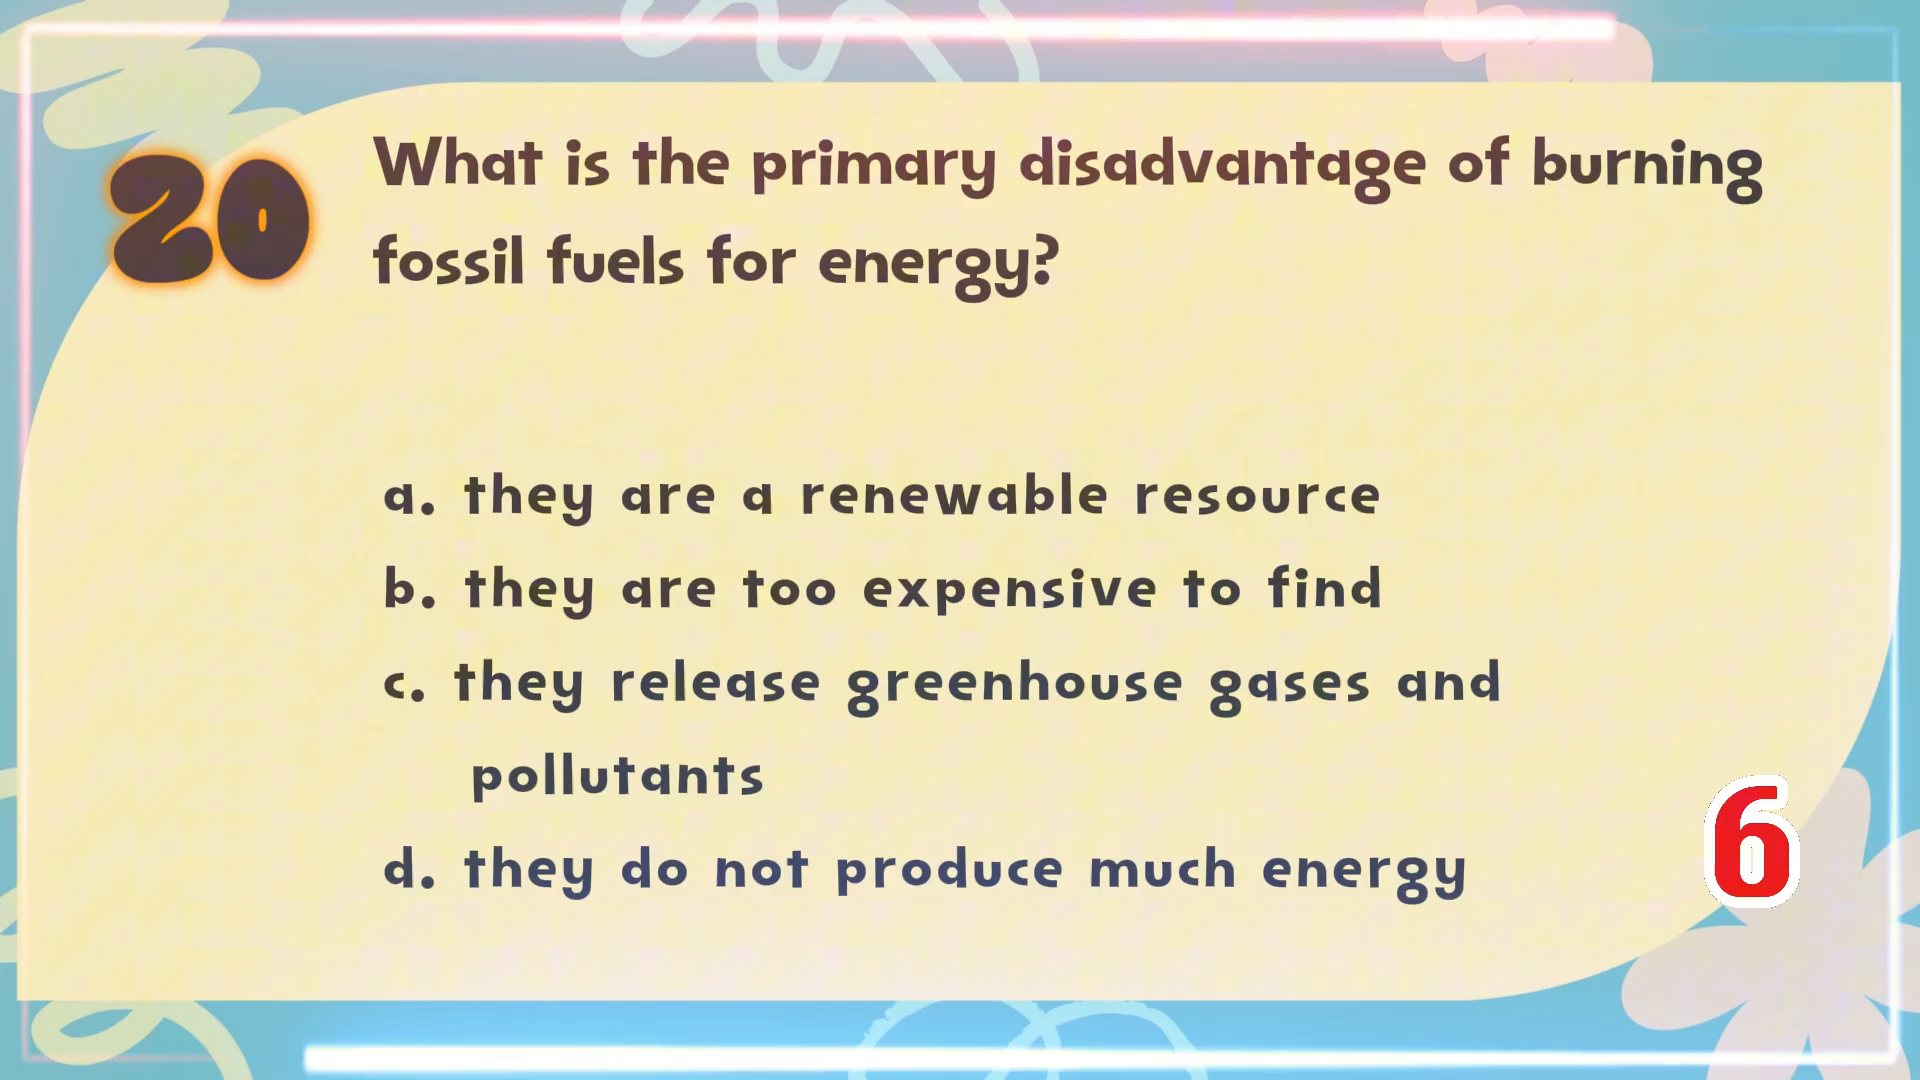 20
What is the primary disadvantage of burning
fossil fuels for energy?
a. they are a renewable resource
b. they are too expensive to find
c. they release greenhouse gases and
pollutants
d. they do not produce much energy
6